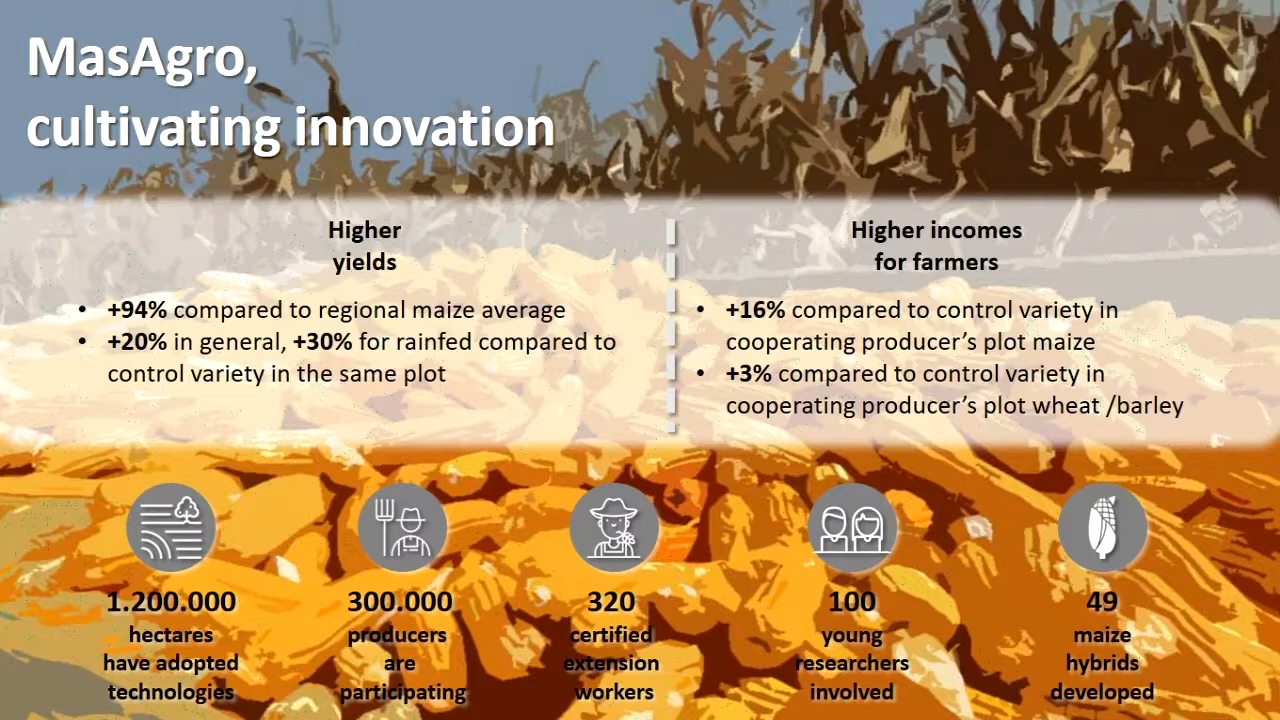 MasAgro,
cultivating innovation
Higher
yields
• +94% compared to regional maize average
• +20% in general, +30% for rainfed compared to
control variety in the same plot
Higher incomes
for farmers
• +16% compared to control variety in
cooperating producer’s plot maize
• +3% compared to control variety in
cooperating producer’s plot wheat /barley
1.200.000
hectares
have adopted
technologies
300.000
producers
are
participating
320
certified
extension
workers
100
young
researchers
involved
49
maize
hybrids
developed